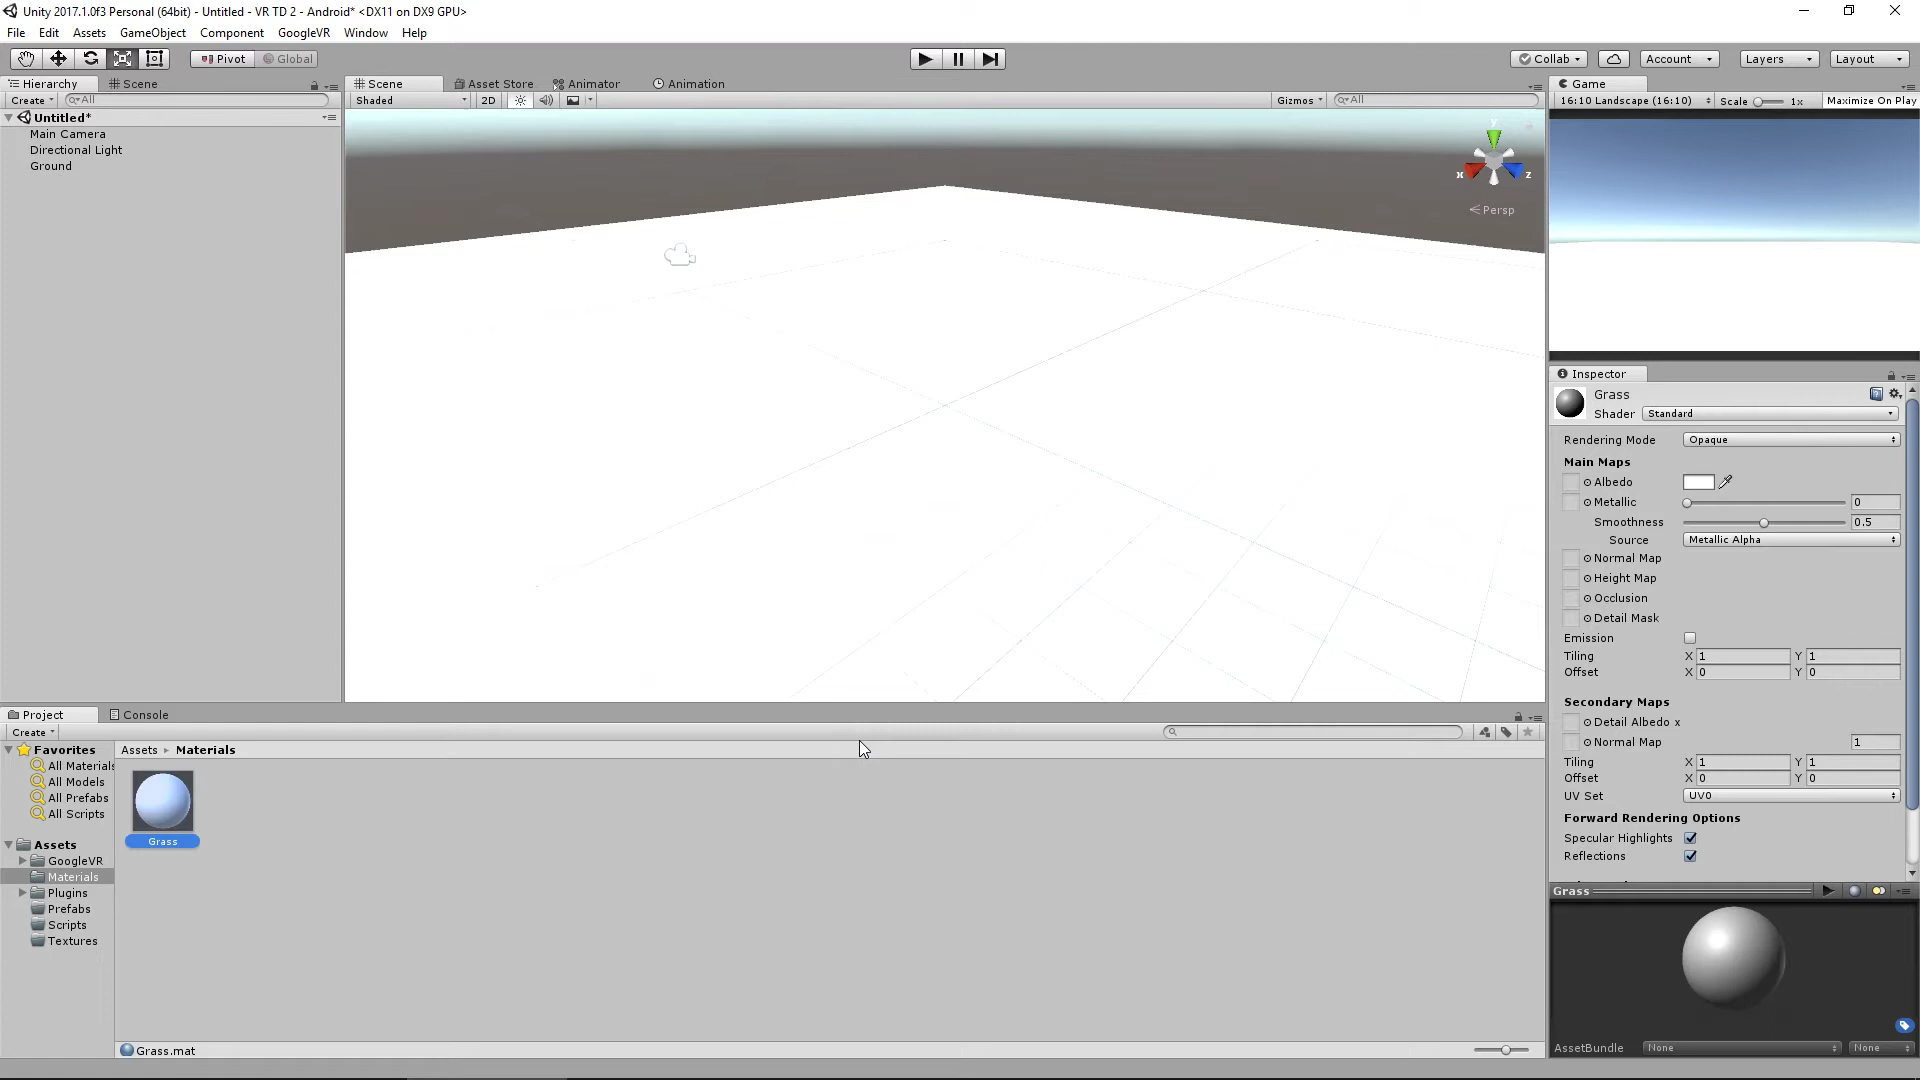 Unity 2017.1.0f3 Personal (64bit) - Untitled - VR TD 2 - Android* <DX11 on DX9 GPU>
File Edit Assets GameObject Component GoogleVR Window Help
Pivot Global Collab Account Layers Layout
Hierarchy Scene
Create All
Untitled*
Main Camera
Directional Light
Ground
Scene Asset Store Animator Animation
Shaded 2D Gizmos All
y
x
z
Persp
Game
16:10 Landscape (16:10) Scale 1x Maximize On Play
Inspector
Grass
Shader Standard
Rendering Mode Opaque
Main Maps
Albedo
Metallic 0
Smoothness 0.5
Source Metallic Alpha
Normal Map
Height Map
Occlusion
Detail Mask
Emission
Tiling X 1 Y 1
Offset X 0 Y 0
Secondary Maps
Detail Albedo x
Normal Map 1
Tiling X 1 Y 1
Offset X 0 Y 0
UV Set UV0
Forward Rendering Options
Specular Highlights
Reflections
Grass
AssetBundle None None
Project Console
Create
Favorites
All Materials
All Models
All Prefabs
All Scripts
Assets
GoogleVR
Materials
Plugins
Prefabs
Scripts
Textures
Assets Materials
Grass
Grass.mat